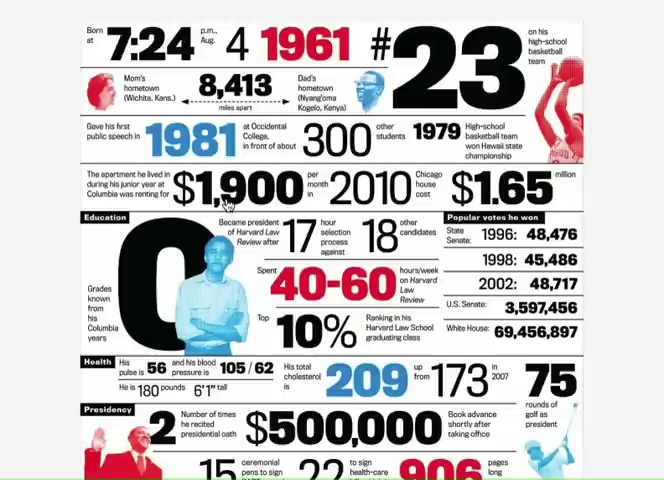 Born at 7:24 p.m., Aug. 4 1961 #23 on his high-school basketball team
Mom's hometown (Wichita, Kans.) 8,413 miles apart Dad's hometown (Nyang'oma Kogelo, Kenya)
Gave his first public speech in 1981 at Occidental College, in front of about 300 other students 1979 High-school basketball team won Hawaii state championship
The apartment he lived in during his junior year at Columbia was renting for $1,900 per month in 2010 Chicago house cost $1.65 million
Education
0
Grades known from his Columbia years
Became president of Harvard Law Review after 17 hour selection process against 18 other candidates
Spent 40-60 hours/week on Harvard Law Review
Top 10% Ranking in his Harvard Law School graduating class
Popular votes he won
State Senate: 1996: 48,476
1998: 45,486
2002: 48,717
U.S. Senate: 3,597,456
White House: 69,456,897
Health His pulse is 56 and his blood pressure is 105 / 62
He is 180 pounds 6'1" tall
His total cholesterol is 209 up from 173 in 2007
75 rounds of golf as president
Presidency
2 Number of times he recited presidential oath $500,000 Book advance shortly after taking office
15 ceremonial pens to sign 22 to sign health-care 906 pages long